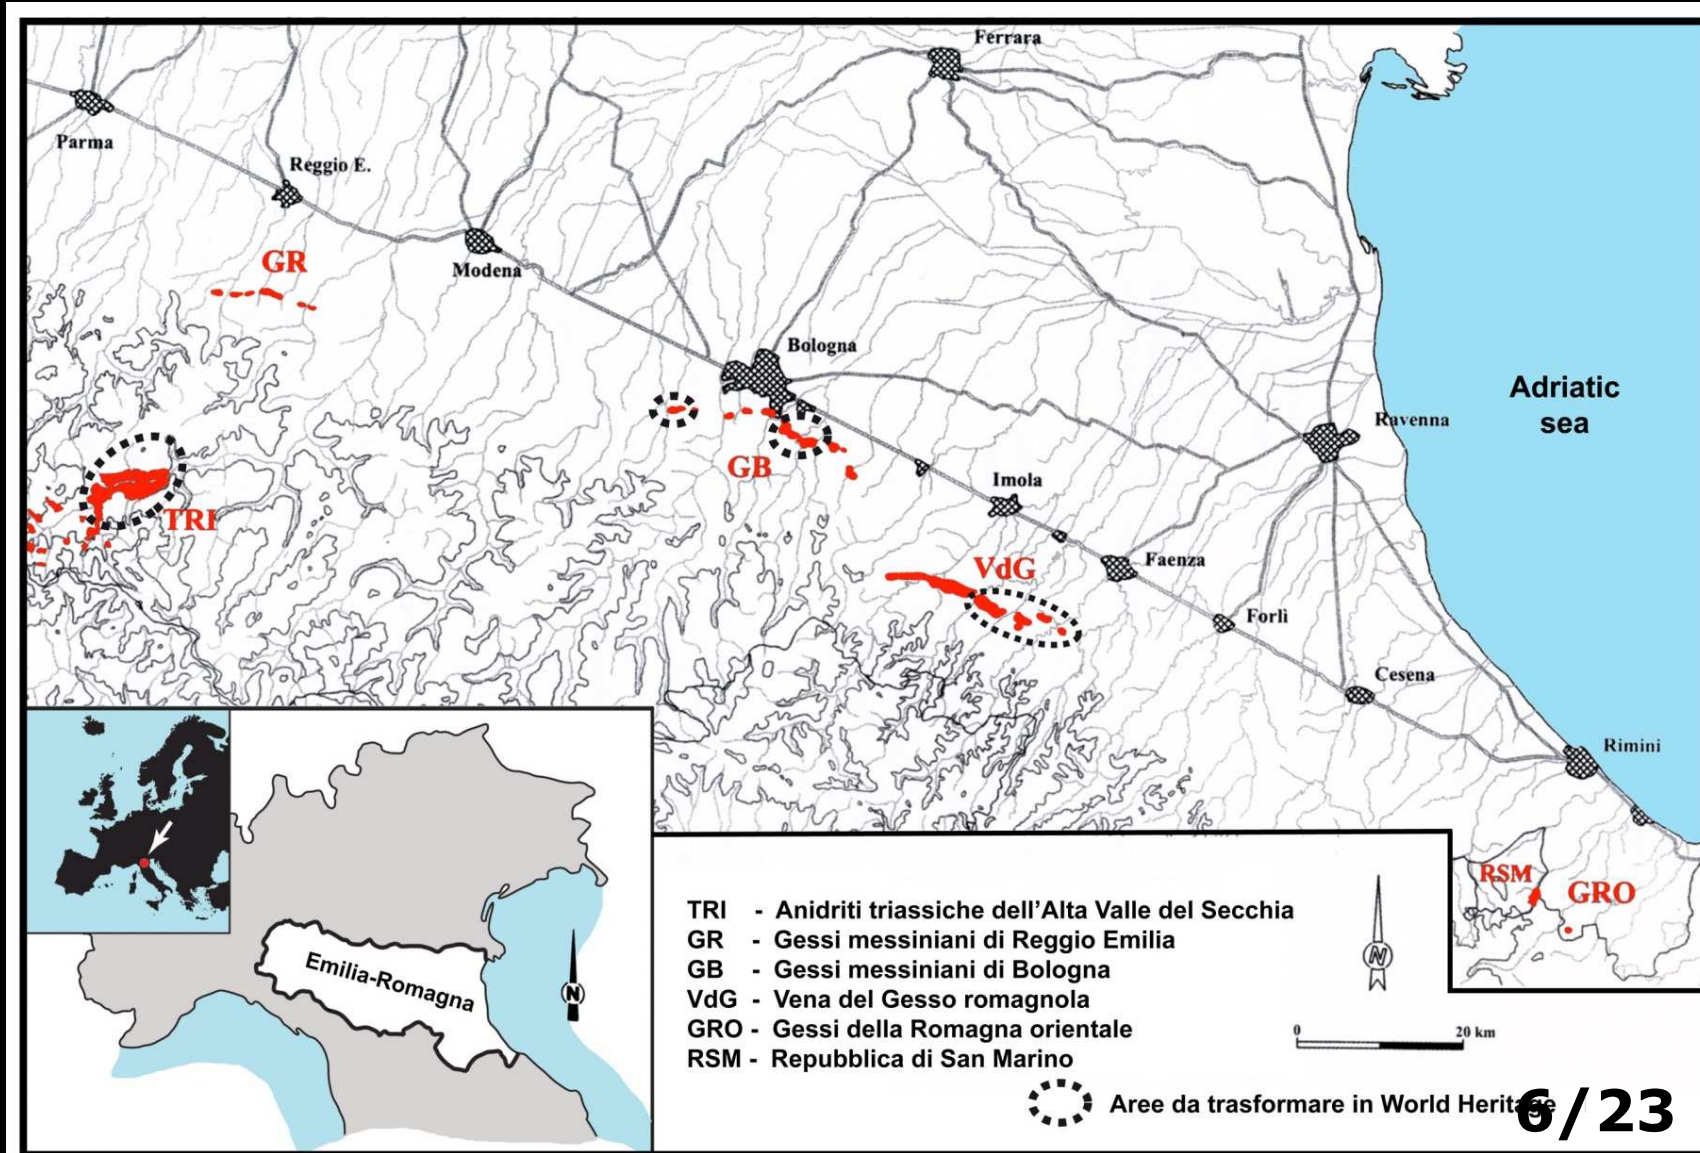 Ferrara
Parma
Reggio E.
Modena
GR
Bologna
Adriatic
sea
Ravenna
GB
Imola
TRI
Faenza
VdG
Forlì
Cesena
Rimini
RSM
GRO
Emilia-Romagna
N
TRI - Anidriti triassiche dell'Alta Valle del Secchia
GR - Gessi messiniani di Reggio Emilia
GB - Gessi messiniani di Bologna
VdG - Vena del Gesso romagnola
GRO - Gessi della Romagna orientale
RSM - Repubblica di San Marino
N
0 20 km
Aree da trasformare in World Heritage
6/23